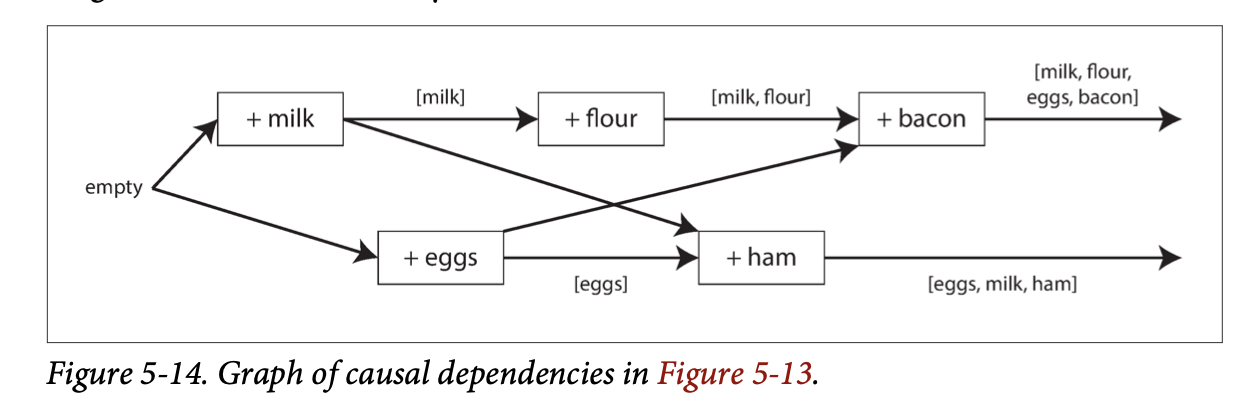 [milk, flour,
[milk] [milk, flour] eggs, bacon]
+ milk + flour + bacon
empty
+ eggs + ham
[eggs] [eggs, milk, ham]
Figure 5-14. Graph of causal dependencies in Figure 5-13.